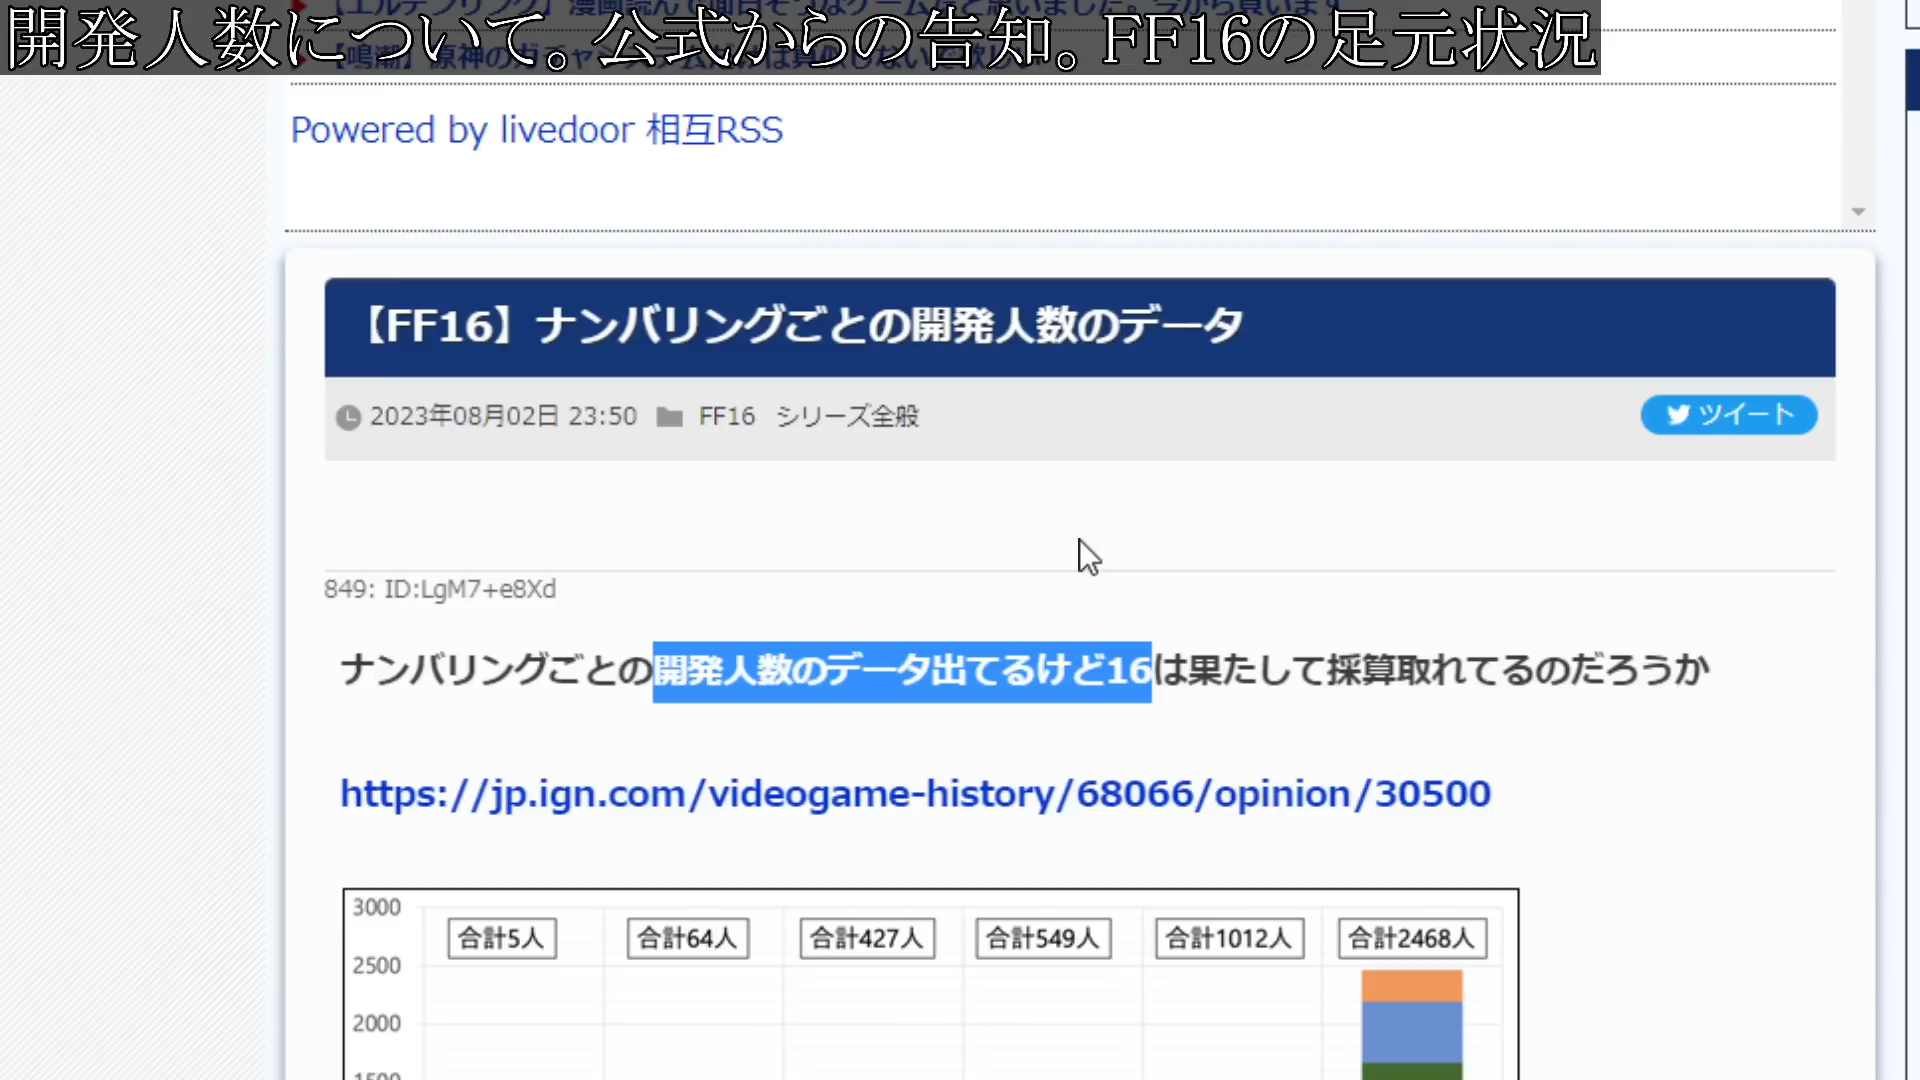 開発人数について。公式からの告知。FF16の足元状況
Powered by livedoor 相互RSS
【FF16】ナンバリングごとの開発人数のデータ
2023年08月02日 23:50 FF16 シリーズ全般
ツイート
849: ID:LgM7+e8Xd
ナンバリングごとの開発人数のデータ出てるけど16は果たして採算取れてるのだろうか
https://jp.ign.com/videogame-history/68066/opinion/30500
3000
合計5人 合計64人 合計427人 合計549人 合計1012人 合計2468人
2500
2000
1500